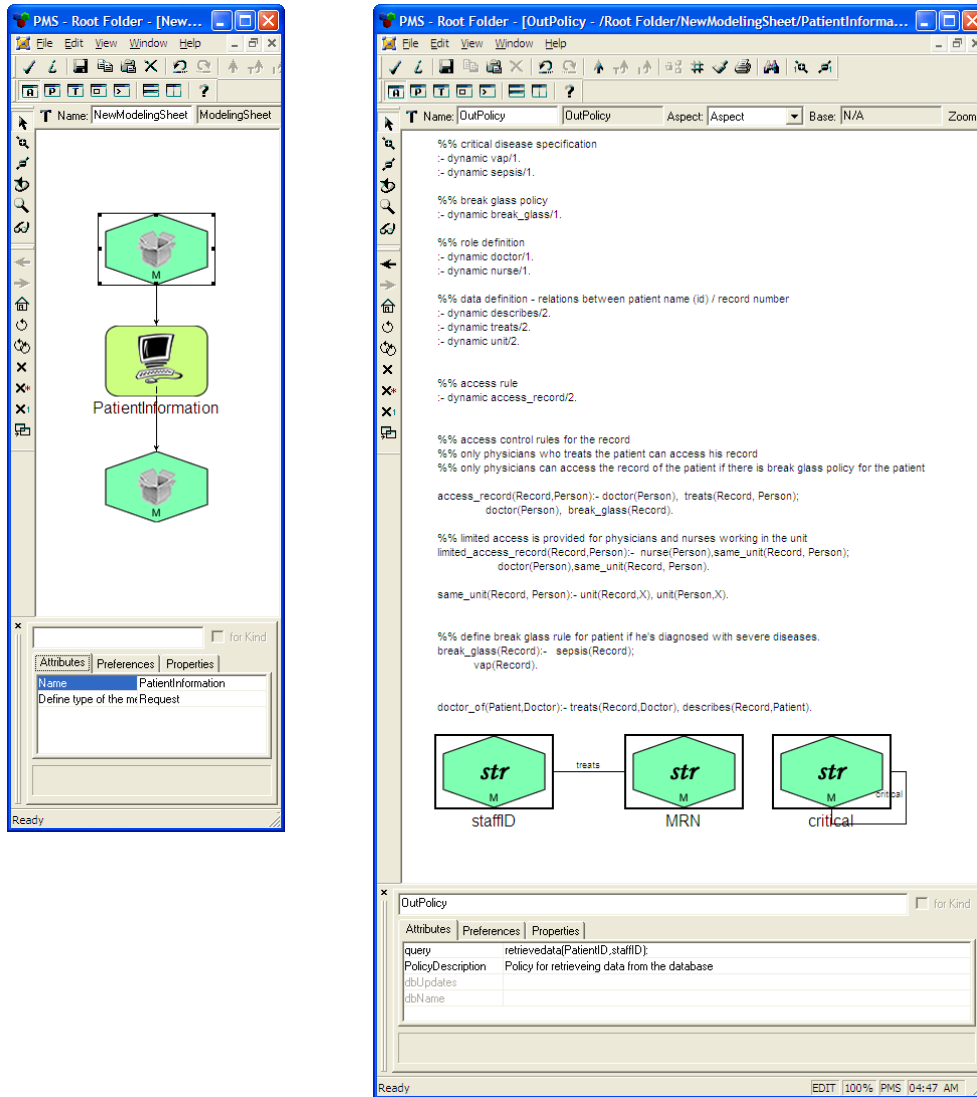 PMS - Root Folder - [New...
File Edit View Window Help
A P T
?
T Name: NewModelingSheet ModelingSheet
M
PatientInformation
M
for Kind
Attributes Preferences Properties
Name PatientInformation
Define type of the me Request
Ready
PMS - Root Folder - [OutPolicy - /Root Folder/NewModelingSheet/PatientInforma...
File Edit View Window Help
A P T
?
T Name: OutPolicy OutPolicy Aspect: Aspect Base: N/A Zoom
%% critical disease specification
:- dynamic vap/1.
:- dynamic sepsis/1.
%% break glass policy
:- dynamic break_glass/1.
%% role definition
:- dynamic doctor/1.
:- dynamic nurse/1.
%% data definition - relations between patient name (id) / record number
:- dynamic describes/2.
:- dynamic treats/2.
:- dynamic unit/2.
%% access rule
:- dynamic access_record/2.
%% access control rules for the record
%% only physicians who treats the patient can access his record
%% only physicians can access the record of the patient if there is break glass policy for the patient
access_record(Record,Person):- doctor(Person), treats(Record, Person);
doctor(Person), break_glass(Record).
%% limited access is provided for physicians and nurses working in the unit
limited_access_record(Record,Person):- nurse(Person),same_unit(Record, Person);
doctor(Person),same_unit(Record, Person).
same_unit(Record, Person):- unit(Record,X), unit(Person,X).
%% define break glass rule for patient if he's diagnosed with severe diseases.
break_glass(Record):- sepsis(Record);
vap(Record).
doctor_of(Patient,Doctor):- treats(Record,Doctor), describes(Record,Patient).
str treats str str
M M M critical
staffID MRN critical
OutPolicy for Kind
Attributes Preferences Properties
query retrievedata(PatientID,staffID);
PolicyDescription Policy for retrieveing data from the database
dbUpdates
dbName
Ready EDIT 100% PMS 04:47 AM